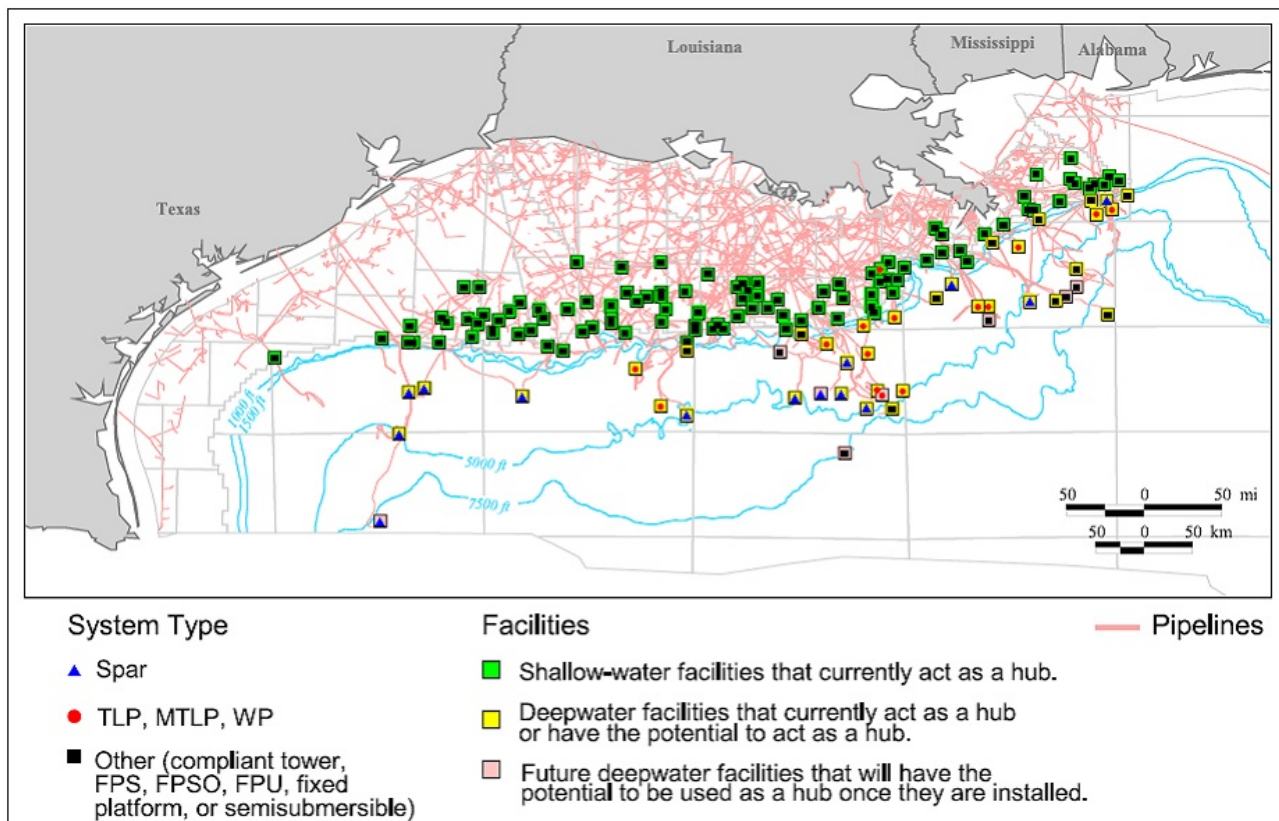 Louisiana
Mississippi
Alabama
Texas
1000 ft
1500 ft
5000 ft
7500 ft
50 0 50 mi
50 0 50 km
System Type
Spar
TLP, MTLP, WP
Other (compliant tower,
FPS, FPSO, FPU, fixed
platform, or semisubmersible)
Facilities
Shallow-water facilities that currently act as a hub.
Deepwater facilities that currently act as a hub
or have the potential to act as a hub.
Future deepwater facilities that will have the
potential to be used as a hub once they are installed.
Pipelines